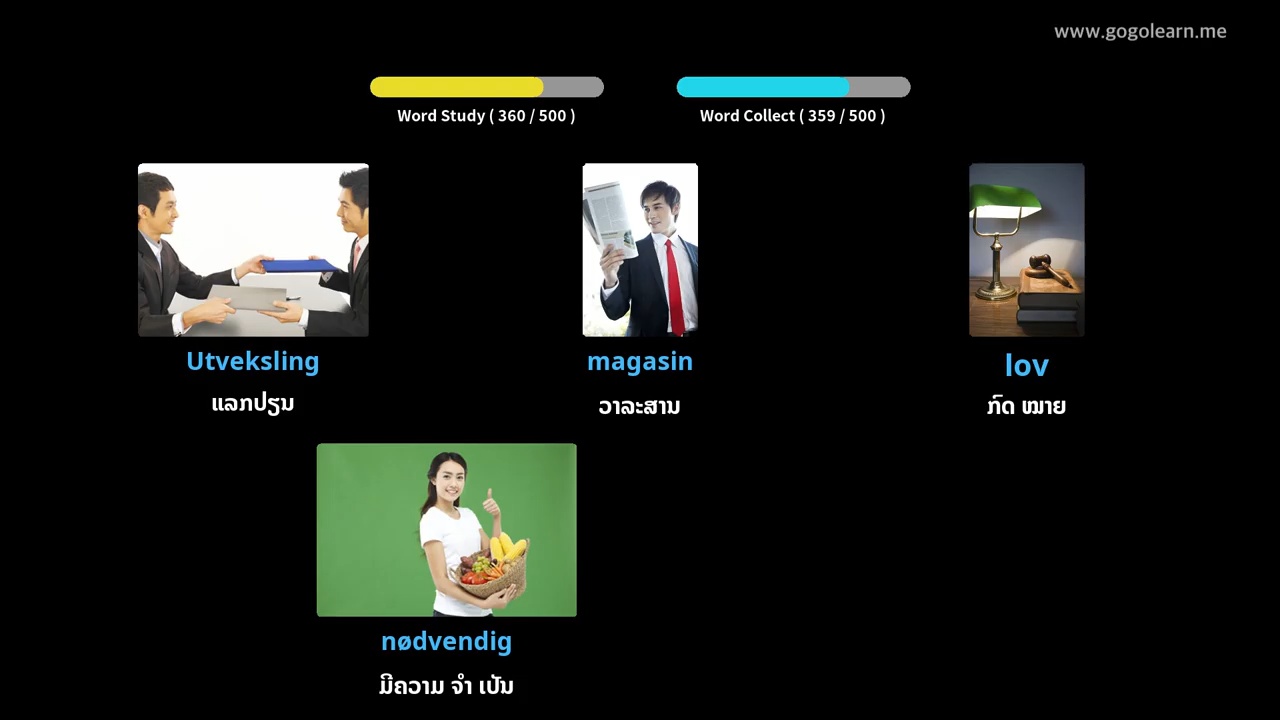 www.gogolearn.me
Word Study ( 360 / 500 )
Word Collect ( 359 / 500 )
Utveksling
ແລກປຽນ
magasin
ວາລະສານ
lov
ກົດ ໝາຍ
nødvendig
ມີຄວາມ ຈຳ ເປັນ